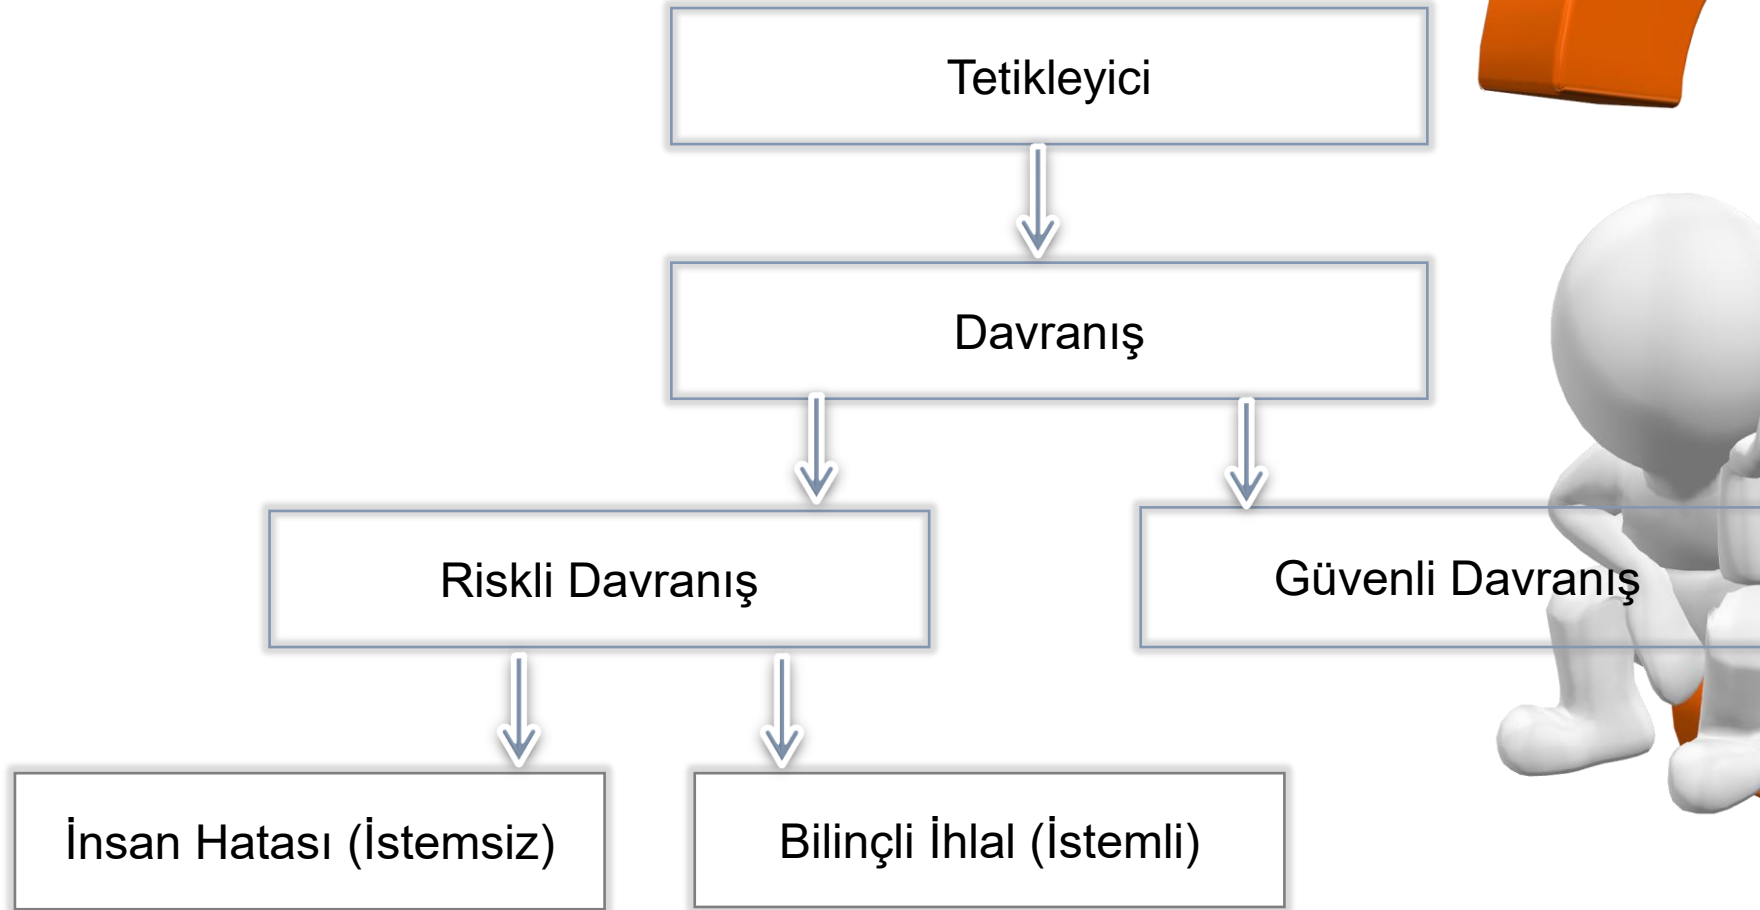 Tetikleyici
Davranış
Riskli Davranış
Güvenli Davranış
İnsan Hatası (İstemsiz)
Bilinçli İhlal (İstemli)